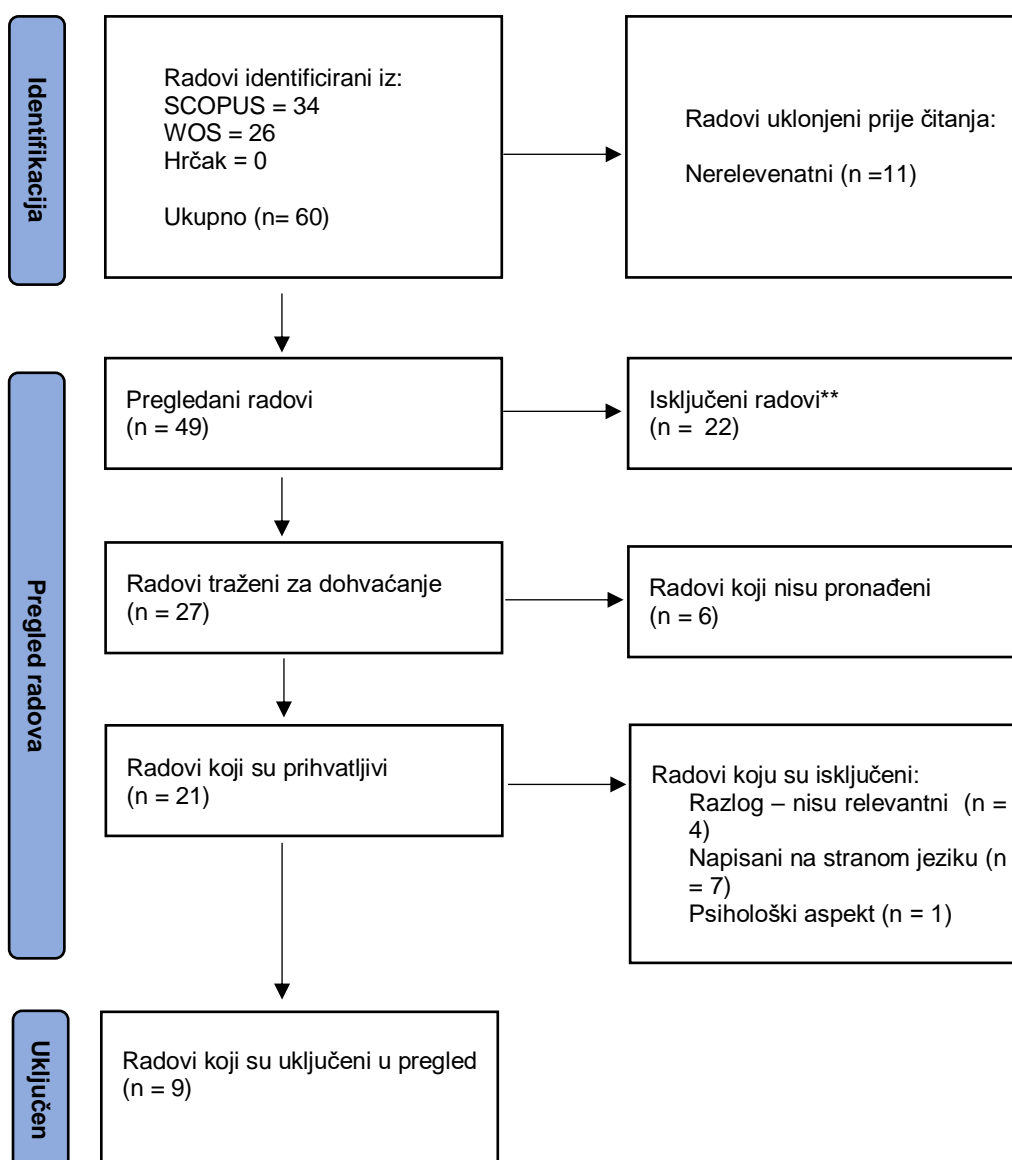 Identifikacija
Radovi identificirani iz:
SCOPUS = 34
WOS = 26
Hrčak = 0
Ukupno (n= 60)
Radovi uklonjeni prije čitanja:
Nerelevenatni (n =11)
Pregled radova
Pregledani radovi
(n = 49)
Isključeni radovi**
(n =  22)
Radovi traženi za dohvaćanje
(n = 27)
Radovi koji nisu pronađeni
(n = 6)
Radovi koji su prihvatljivi
(n = 21)
Radovi koju su isključeni:
Razlog – nisu relevantni  (n =
4)
Napisani na stranom jeziku (n
= 7)
Psihološki aspekt (n = 1)
Uključen
Radovi koji su uključeni u pregled
(n = 9)